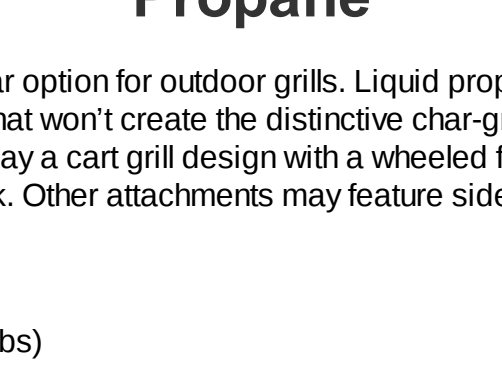 Propane
ar option for outdoor grills. Liquid prop
hat won’t create the distinctive char-g
ay a cart grill design with a wheeled f
k. Other attachments may feature side
bs)